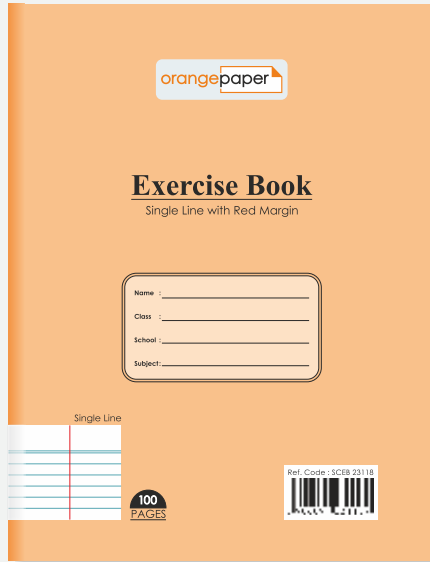 orangepaper
Exercise Book
Single Line with Red Margin
Name :
Class :
School :
Subject:
Single Line
100
PAGES
Ref. Code : SCEB 23118